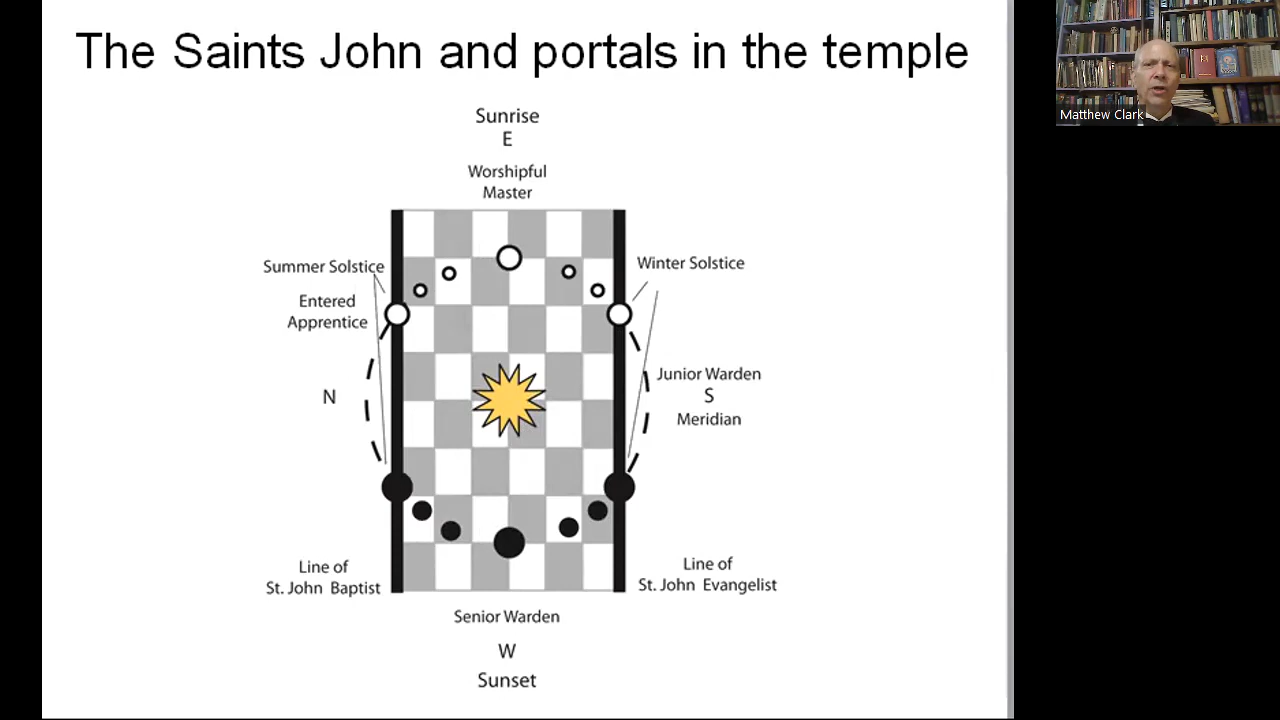 The Saints John and portals in the temple
Matthew Clark
Sunrise
E
Worshipful
Master
Summer Solstice
Winter Solstice
Entered
Apprentice
N
Junior Warden
S
Meridian
Line of
St. John Baptist
Line of
St. John Evangelist
Senior Warden
W
Sunset